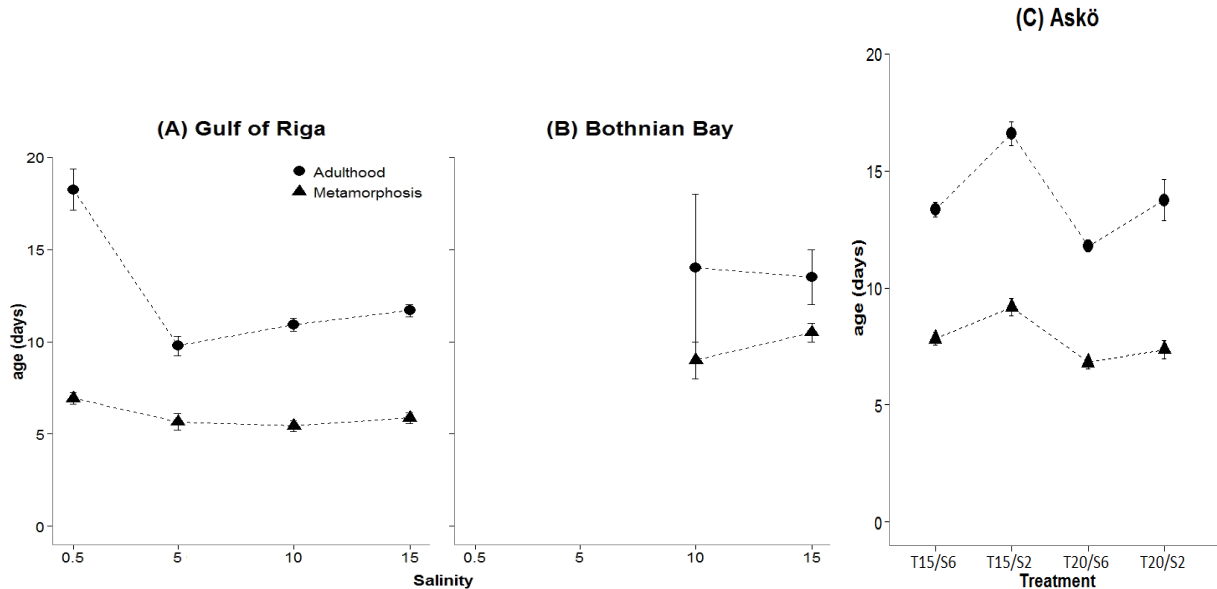 (C) Askö
(A) Gulf of Riga
(B) Bothnian Bay
Adulthood
Metamorphosis
age (days)
20
15
10
5
0
0.5
5
10
15
0.5
5
10
15
Salinity
age (days)
20
15
10
5
0
T15/S6
T15/S2
T20/S6
T20/S2
Treatment